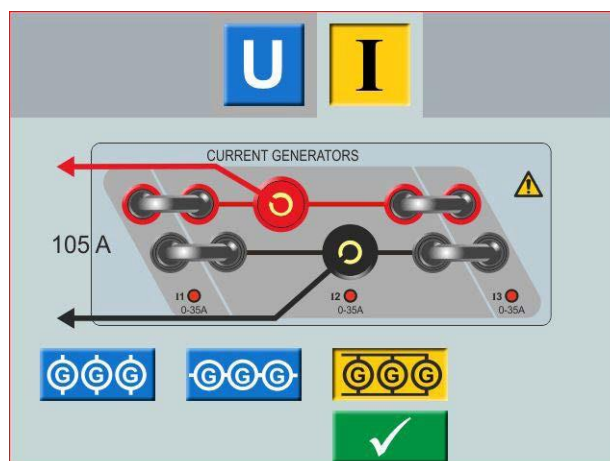 U I
CURRENT GENERATORS
105 A
I1 I2 I3
0-35A 0-35A 0-35A
G G G G G G G G G